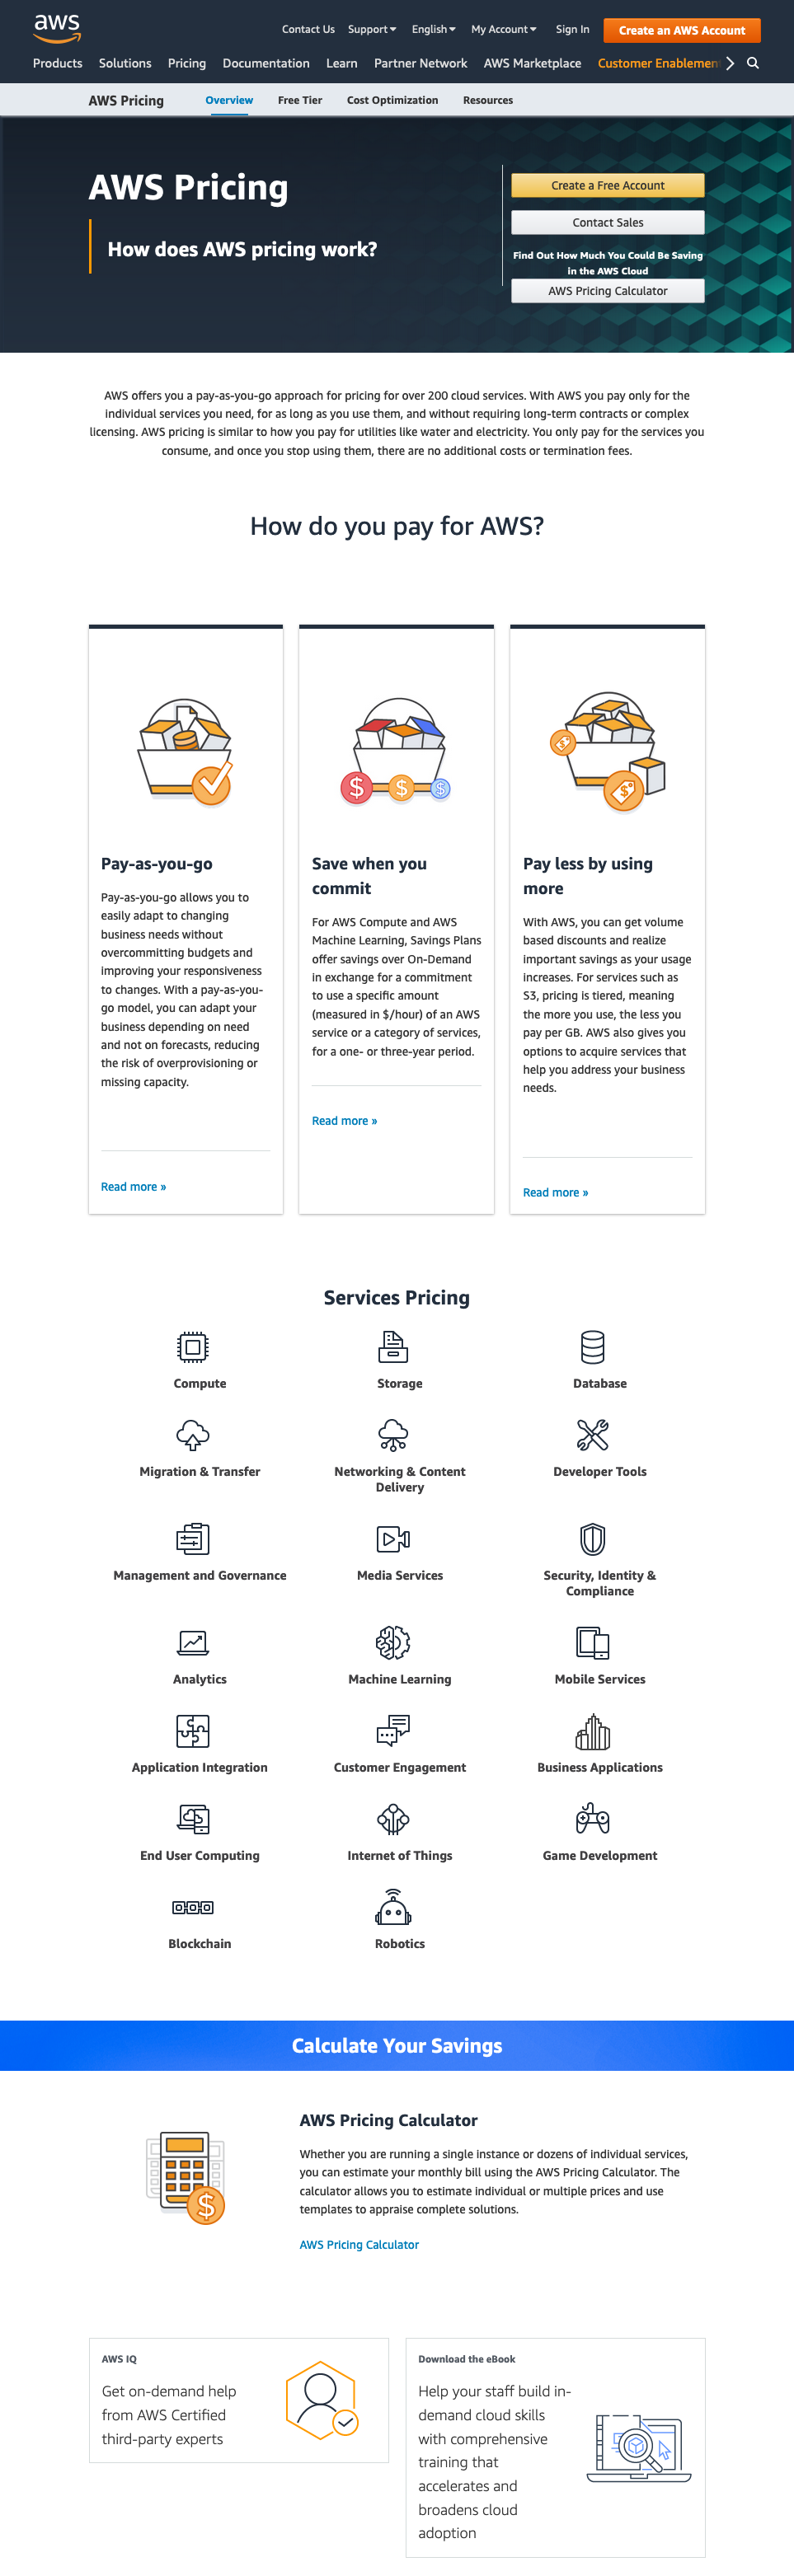 aws
Contact Us Support English My Account Sign In Create an AWS Account
Products Solutions Pricing Documentation Learn Partner Network AWS Marketplace Customer Enablemen
AWS Pricing Overview Free Tier Cost Optimization Resources
AWS Pricing
How does AWS pricing work?
Create a Free Account
Contact Sales
Find Out How Much You Could Be Saving
in the AWS Cloud
AWS Pricing Calculator
AWS offers you a pay-as-you-go approach for pricing for over 200 cloud services. With AWS you pay only for the
individual services you need, for as long as you use them, and without requiring long-term contracts or complex
licensing. AWS pricing is similar to how you pay for utilities like water and electricity. You only pay for the services you
consume, and once you stop using them, there are no additional costs or termination fees.
How do you pay for AWS?
Pay-as-you-go
Pay-as-you-go allows you to
easily adapt to changing
business needs without
overcommitting budgets and
improving your responsiveness
to changes. With a pay-as-you-
go model, you can adapt your
business depending on need
and not on forecasts, reducing
the risk of overprovisioning or
missing capacity.
Read more »
$ $ $
Save when you
commit
For AWS Compute and AWS
Machine Learning, Savings Plans
offer savings over On-Demand
in exchange for a commitment
to use a specific amount
(measured in $/hour) of an AWS
service or a category of services,
for a one- or three-year period.
Read more »
$
$
Pay less by using
more
With AWS, you can get volume
based discounts and realize
important savings as your usage
increases. For services such as
S3, pricing is tiered, meaning
the more you use, the less you
pay per GB. AWS also gives you
options to acquire services that
help you address your business
needs.
Read more »
Services Pricing
Compute Storage Database
Migration & Transfer Networking & Content Developer Tools
Delivery
Management and Governance Media Services Security, Identity &
Compliance
Analytics Machine Learning Mobile Services
Application Integration Customer Engagement Business Applications
End User Computing Internet of Things Game Development
Blockchain Robotics
Calculate Your Savings
$
AWS Pricing Calculator
Whether you are running a single instance or dozens of individual services,
you can estimate your monthly bill using the AWS Pricing Calculator. The
calculator allows you to estimate individual or multiple prices and use
templates to appraise complete solutions.
AWS Pricing Calculator
AWS IQ
Get on-demand help
from AWS Certified
third-party experts
Download the eBook
Help your staff build in-
demand cloud skills
with comprehensive
training that
accelerates and
broadens cloud
adoption